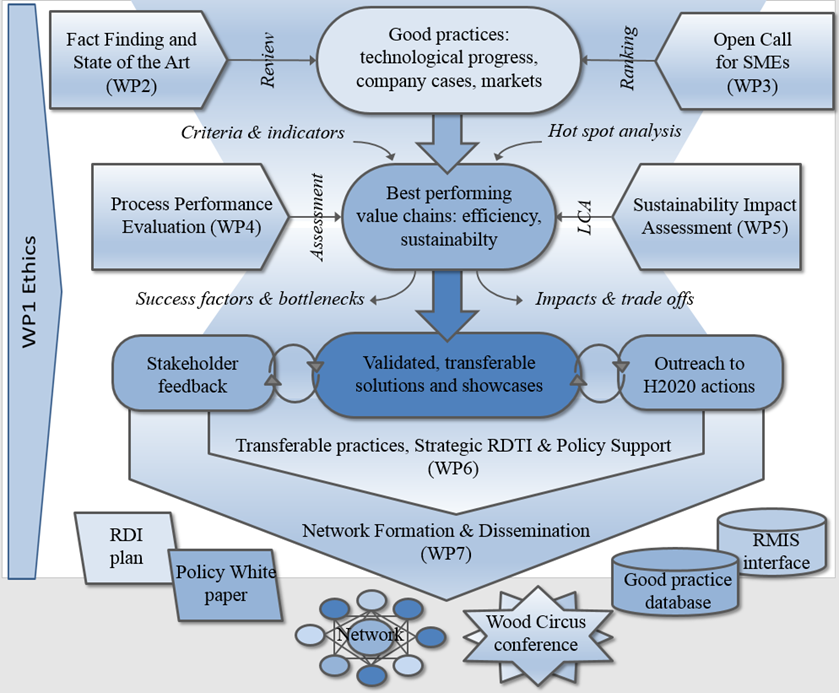 WP1 Ethics
Fact Finding and
State of the Art
(WP2)
Review
Good practices:
technological progress,
company cases, markets
Ranking
Open Call
for SMEs
(WP3)
Criteria & indicators
Hot spot analysis
Process Performance
Evaluation (WP4)
Assessment
Best performing
value chains: efficiency,
sustainabilty
LCA
Sustainability Impact
Assessment (WP5)
Success factors & bottlenecks
Impacts & trade offs
Stakeholder
feedback
Validated, transferable
solutions and showcases
Outreach to
H2020 actions
Transferable practices, Strategic RDTI & Policy Support
(WP6)
Network Formation & Dissemination
(WP7)
RDI
plan
Policy White
paper
Network
Wood Circus
conference
Good practice
database
RMIS
interface